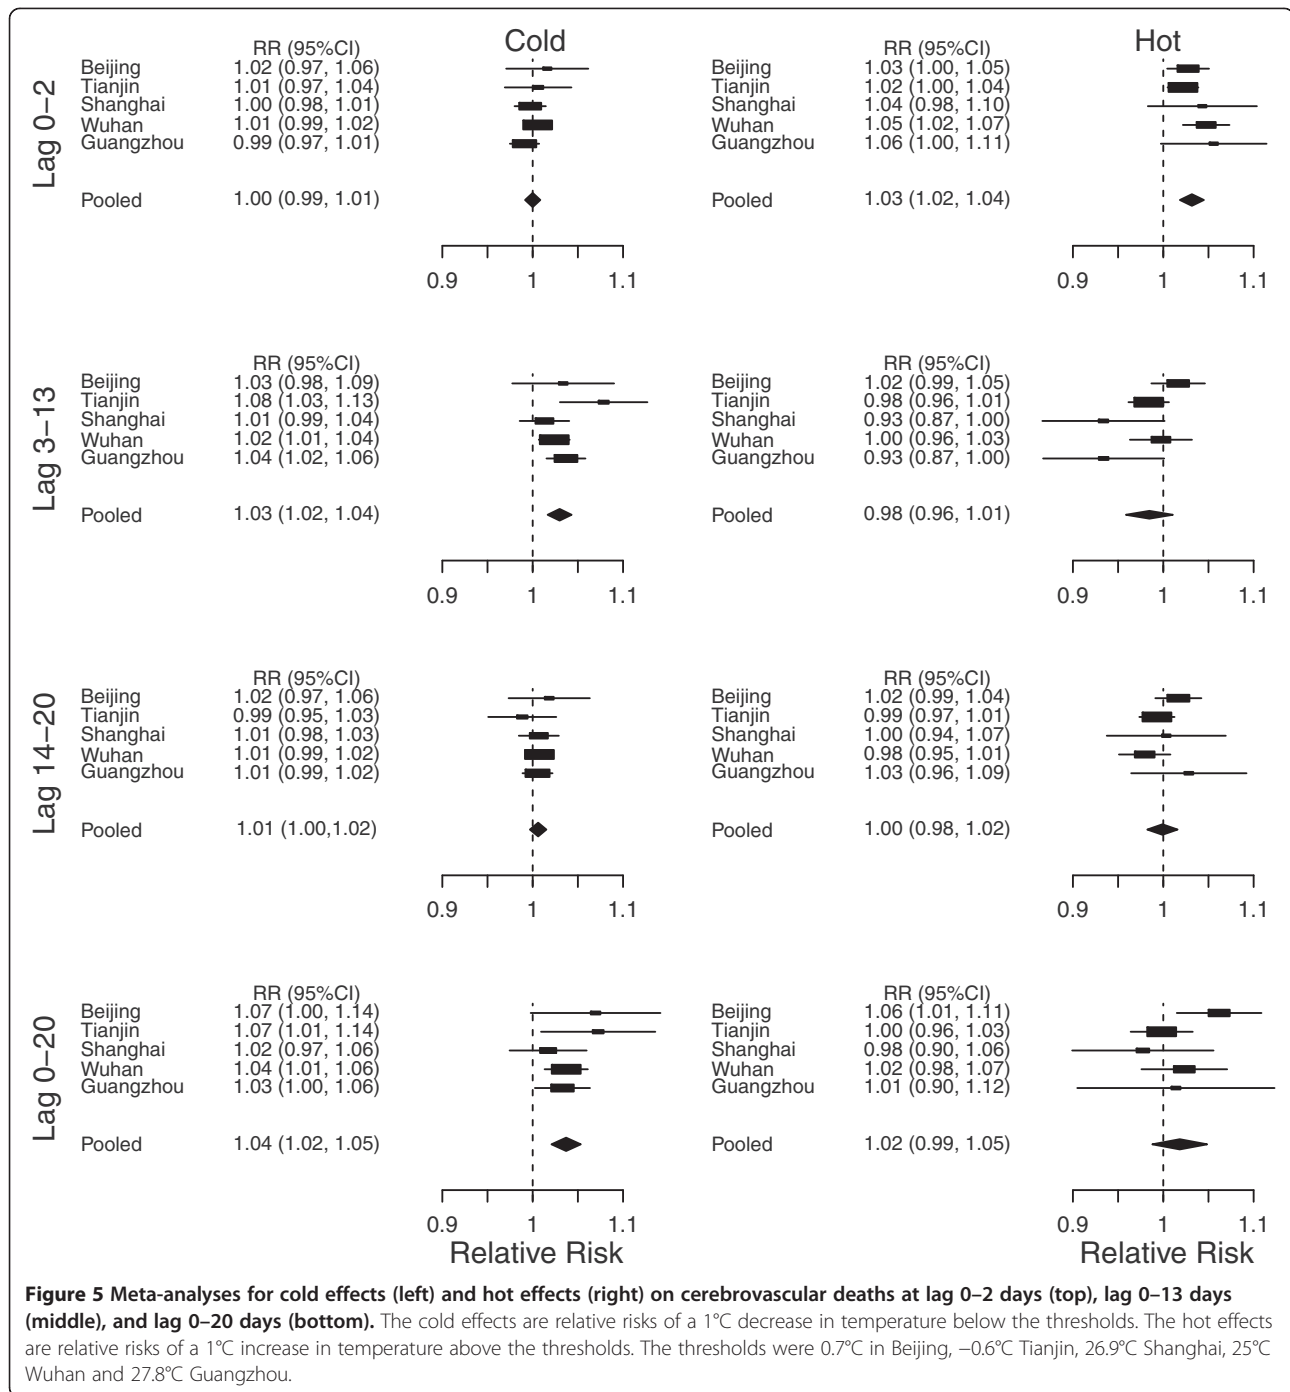 Cold
Hot
Lag 0−2
RR (95%CI)
Beijing 1.02 (0.97, 1.06)
Tianjin 1.01 (0.97, 1.04)
Shanghai 1.00 (0.98, 1.01)
Wuhan 1.01 (0.99, 1.02)
Guangzhou 0.99 (0.97, 1.01)
Pooled 1.00 (0.99, 1.01)
0.9 1 1.1
RR (95%CI)
Beijing 1.03 (1.00, 1.05)
Tianjin 1.02 (1.00, 1.04)
Shanghai 1.04 (0.98, 1.10)
Wuhan 1.05 (1.02, 1.07)
Guangzhou 1.06 (1.00, 1.11)
Pooled 1.03 (1.02, 1.04)
0.9 1 1.1
Lag 3−13
RR (95%CI)
Beijing 1.03 (0.98, 1.09)
Tianjin 1.08 (1.03, 1.13)
Shanghai 1.01 (0.99, 1.04)
Wuhan 1.02 (1.01, 1.04)
Guangzhou 1.04 (1.02, 1.06)
Pooled 1.03 (1.02, 1.04)
0.9 1 1.1
RR (95%CI)
Beijing 1.02 (0.99, 1.05)
Tianjin 0.98 (0.96, 1.01)
Shanghai 0.93 (0.87, 1.00)
Wuhan 1.00 (0.96, 1.03)
Guangzhou 0.93 (0.87, 1.00)
Pooled 0.98 (0.96, 1.01)
0.9 1 1.1
Lag 14−20
RR (95%CI)
Beijing 1.02 (0.97, 1.06)
Tianjin 0.99 (0.95, 1.03)
Shanghai 1.01 (0.98, 1.03)
Wuhan 1.01 (0.99, 1.02)
Guangzhou 1.01 (0.99, 1.02)
Pooled 1.01 (1.00,1.02)
0.9 1 1.1
RR (95%CI)
Beijing 1.02 (0.99, 1.04)
Tianjin 0.99 (0.97, 1.01)
Shanghai 1.00 (0.94, 1.07)
Wuhan 0.98 (0.95, 1.01)
Guangzhou 1.03 (0.96, 1.09)
Pooled 1.00 (0.98, 1.02)
0.9 1 1.1
Lag 0−20
RR (95%CI)
Beijing 1.07 (1.00, 1.14)
Tianjin 1.07 (1.01, 1.14)
Shanghai 1.02 (0.97, 1.06)
Wuhan 1.04 (1.01, 1.06)
Guangzhou 1.03 (1.00, 1.06)
Pooled 1.04 (1.02, 1.05)
0.9 1 1.1
Relative Risk
RR (95%CI)
Beijing 1.06 (1.01, 1.11)
Tianjin 1.00 (0.96, 1.03)
Shanghai 0.98 (0.90, 1.06)
Wuhan 1.02 (0.98, 1.07)
Guangzhou 1.01 (0.90, 1.12)
Pooled 1.02 (0.99, 1.05)
0.9 1 1.1
Relative Risk
Figure 5 Meta-analyses for cold effects (left) and hot effects (right) on cerebrovascular deaths at lag 0–2 days (top), lag 0–13 days
(middle), and lag 0–20 days (bottom). The cold effects are relative risks of a 1°C decrease in temperature below the thresholds. The hot effects
are relative risks of a 1°C increase in temperature above the thresholds. The thresholds were 0.7°C in Beijing, −0.6°C Tianjin, 26.9°C Shanghai, 25°C
Wuhan and 27.8°C Guangzhou.